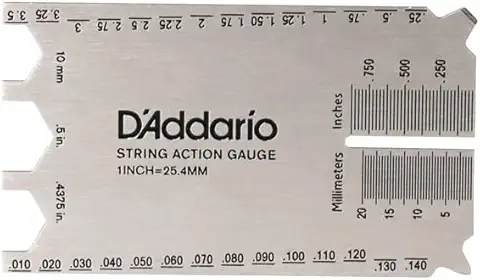 3.5 3.25 3 2.75 2.5 2.25 2 1.75 1.50 1.25 1 .75 .5 .25
10 mm
.5 in.
.4375 in.
D'Addario
STRING ACTION GAUGE
1INCH=25.4MM
Inches
.750 .500 .250
Millimeters
20 15 10 5
.010 .020 .030 .040 .050 .060 .070 .080 .090 .100 .110 .120 .130 .140